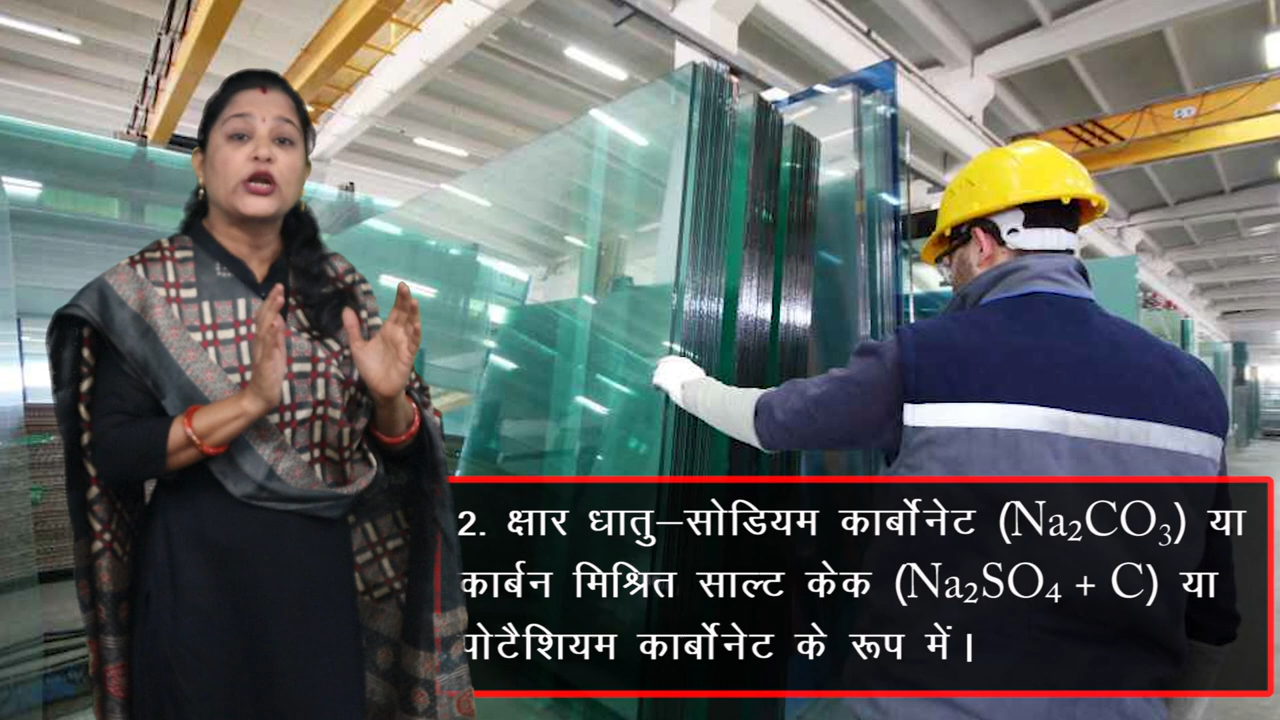 2. क्षार धातु–सोडियम कार्बोनेट (Na₂CO₃) या
कार्बन मिश्रित साल्ट केक (Na₂SO₄ + C) या
पोटैशियम कार्बोनेट के रूप में।